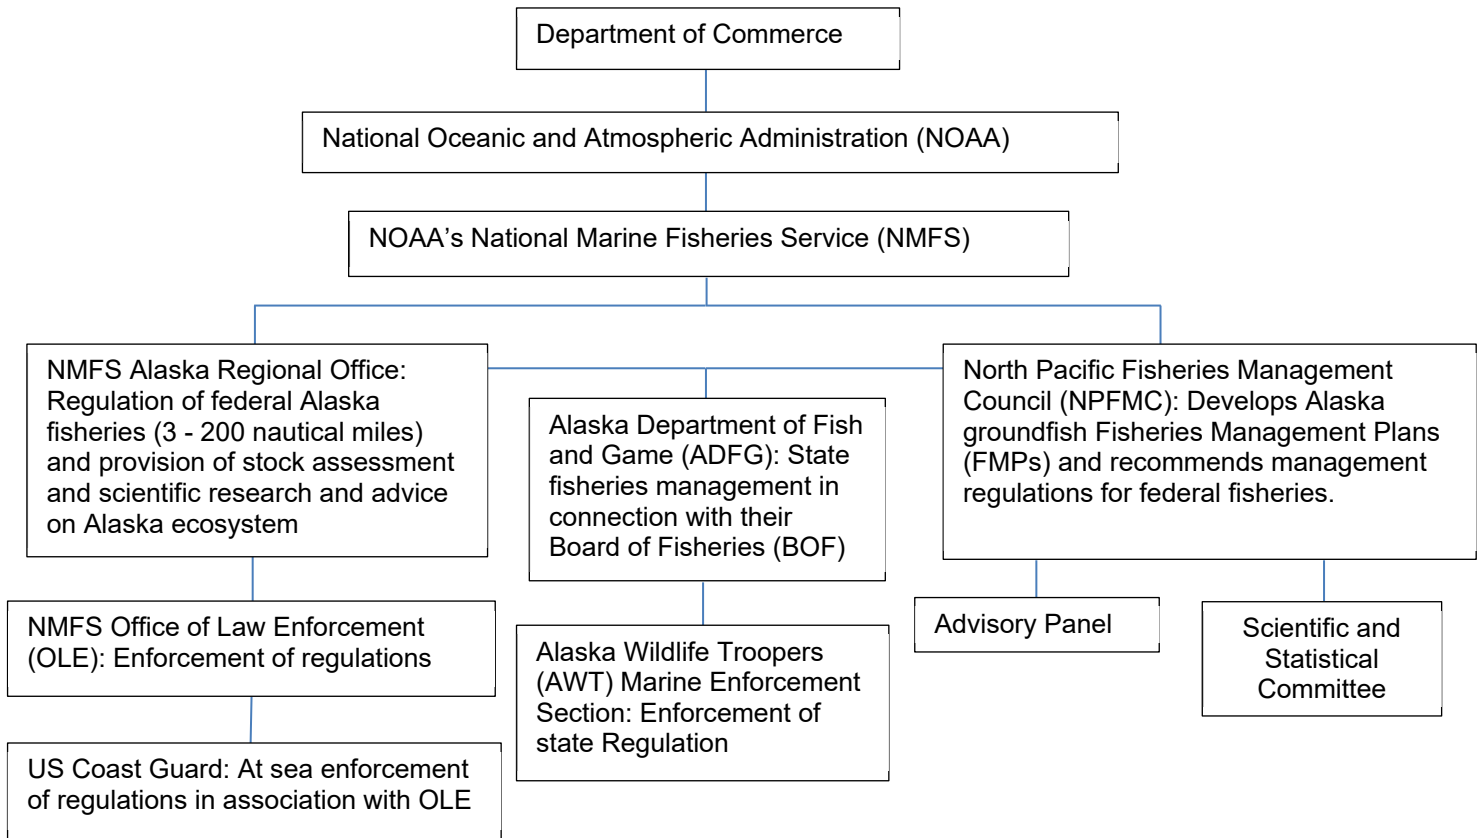 Department of Commerce
National Oceanic and Atmospheric Administration (NOAA)
NOAA’s National Marine Fisheries Service (NMFS)
NMFS Alaska Regional Office:
Regulation of federal Alaska
fisheries (3 - 200 nautical miles)
and provision of stock assessment
and scientific research and advice
on Alaska ecosystem
Alaska Department of Fish
and Game (ADFG): State
fisheries management in
connection with their
Board of Fisheries (BOF)
North Pacific Fisheries Management
Council (NPFMC): Develops Alaska
groundfish Fisheries Management Plans
(FMPs) and recommends management
regulations for federal fisheries.
NMFS Office of Law Enforcement
(OLE): Enforcement of regulations
Alaska Wildlife Troopers
(AWT) Marine Enforcement
Section: Enforcement of
state Regulation
Advisory Panel
Scientific and
Statistical
Committee
US Coast Guard: At sea enforcement
of regulations in association with OLE